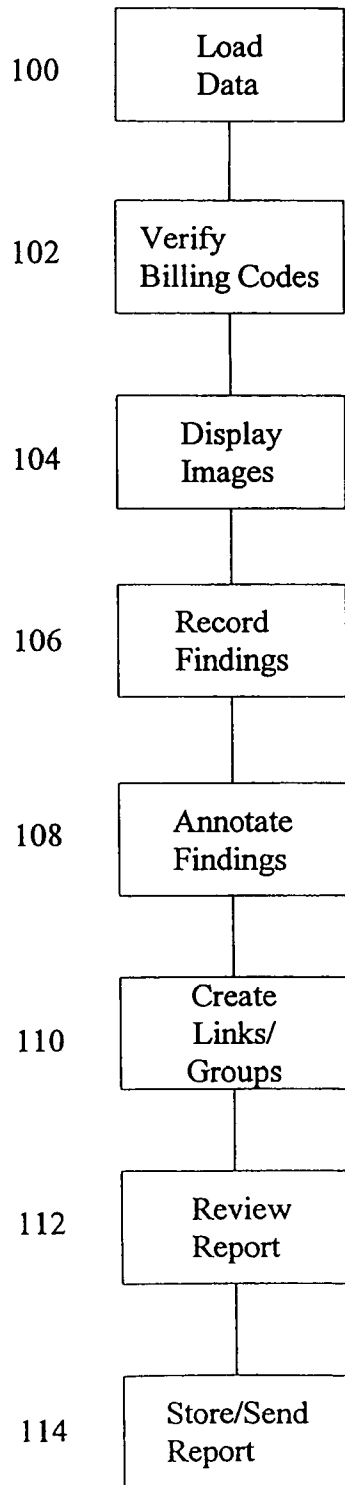 100
Load
Data
102
Verify
Billing Codes
104
Display
Images
106
Record
Findings
108
Annotate
Findings
110
Create
Links/
Groups
112
Review
Report
114
Store/Send
Report